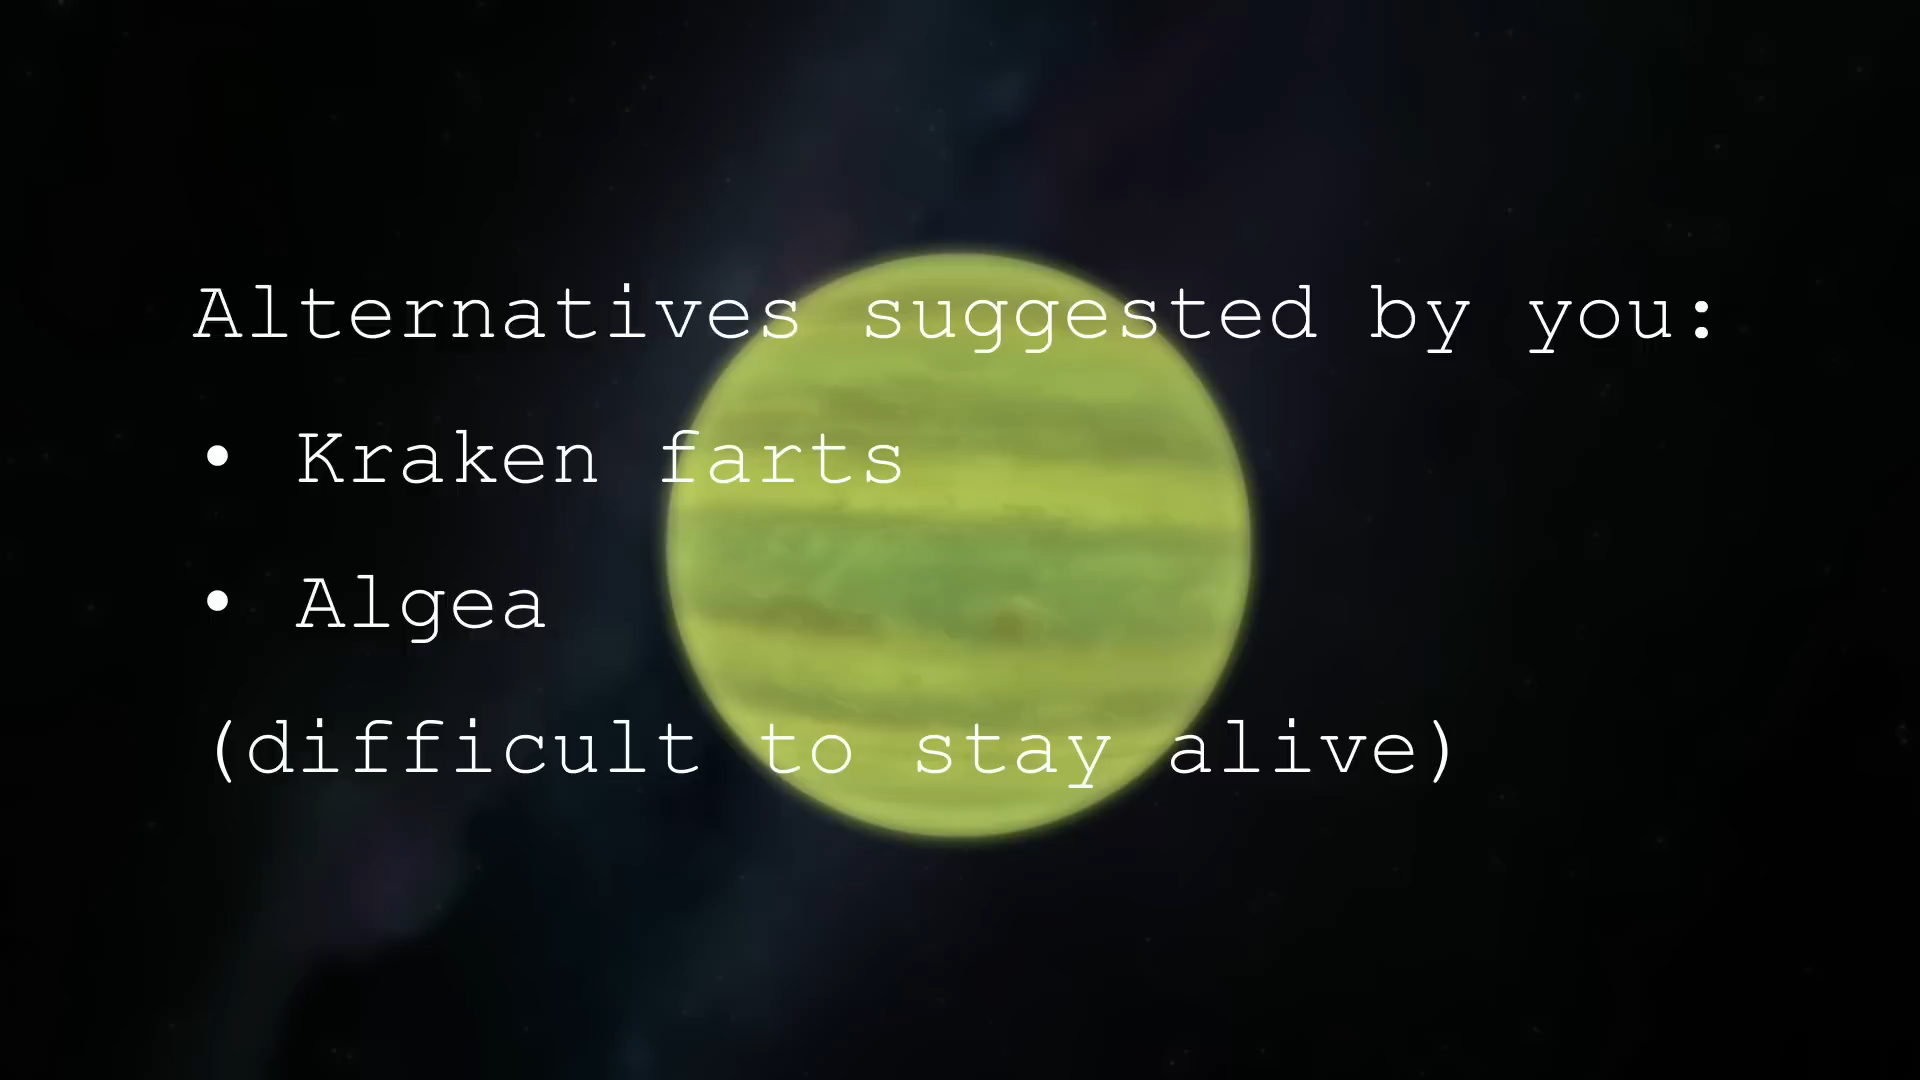 Alternatives suggested by you:
• Kraken farts
• Algea
(difficult to stay alive)